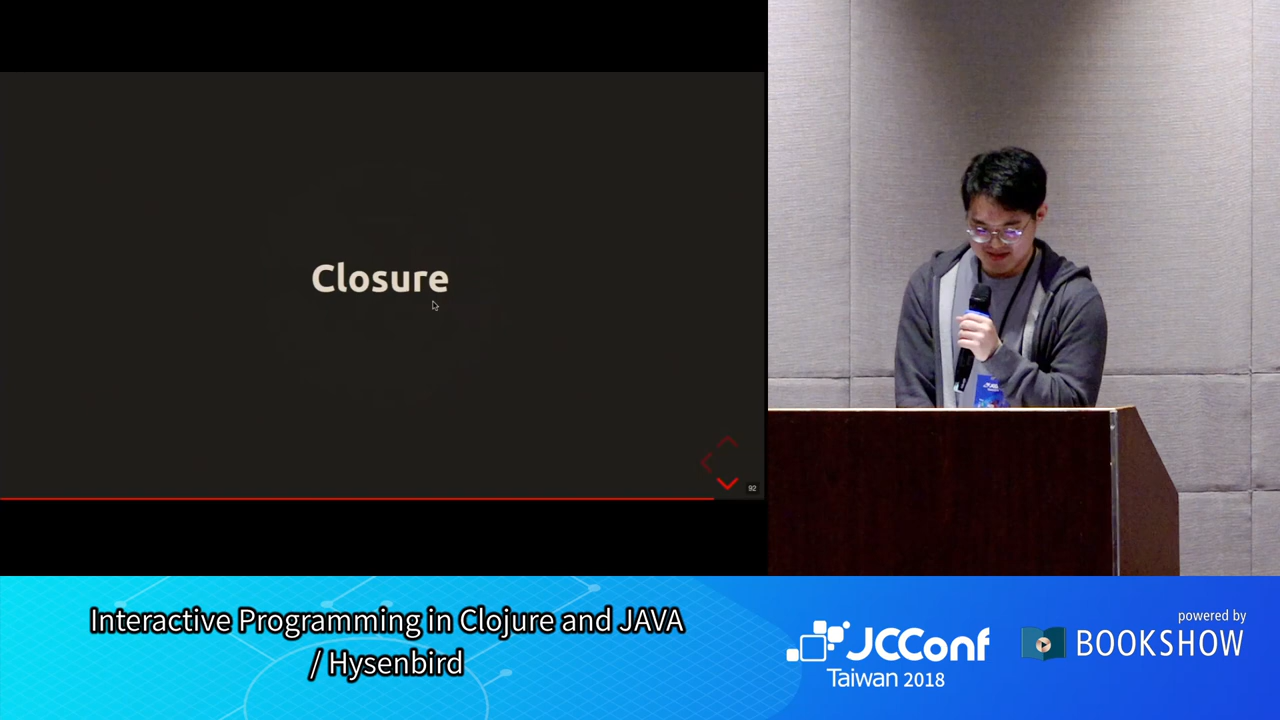 Closure
92
Interactive Programming in Clojure and JAVA
/ Hysenbird
JCConf
Taiwan 2018
powered by
BOOKSHOW